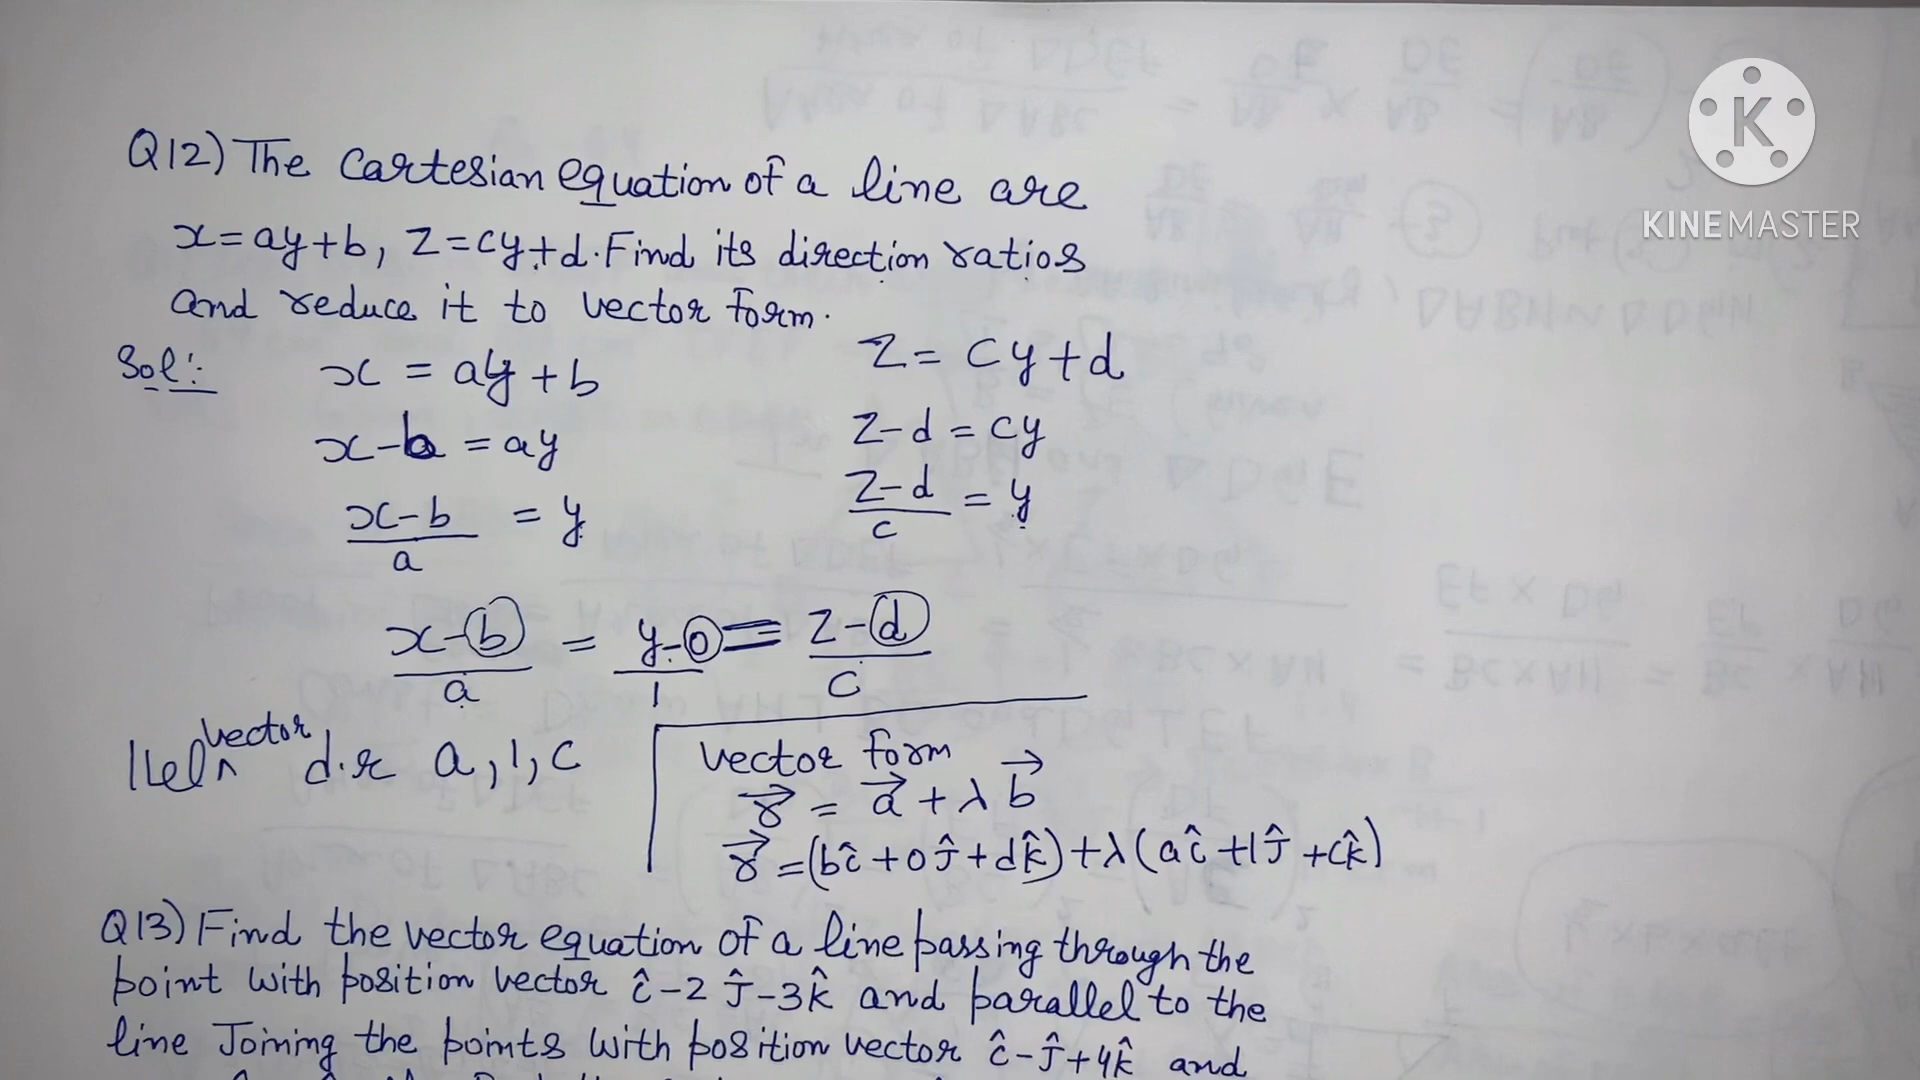 Q12) The Cartesian equation of a line are
x=ay+b, z=cy+d. Find its direction ratios
and reduce it to vector form.
Sol:
x = ay + b
x-b = ay
x-b/a = y
z = cy+d
z-d = cy
z-d/c = y
x-b/a = y-0/1 = z-d/c
llel vector d.r a, 1, c
vector form
r⃗ = a⃗ + λ b⃗
r⃗ = (bî + 0ĵ + dk̂) + λ (aî + 1ĵ + ck̂)
Q13) Find the vector equation of a line passing through the
point with position vector î - 2ĵ - 3k̂ and parallel to the
line Joining the points with position vector î - ĵ + 4k̂ and
K
KINEMASTER